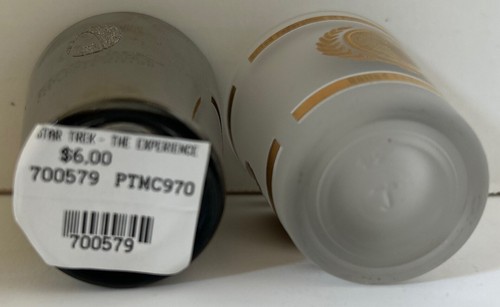 STAR TREK - THE EXPERIENCE
$6.00
700579 PTMC970
700579